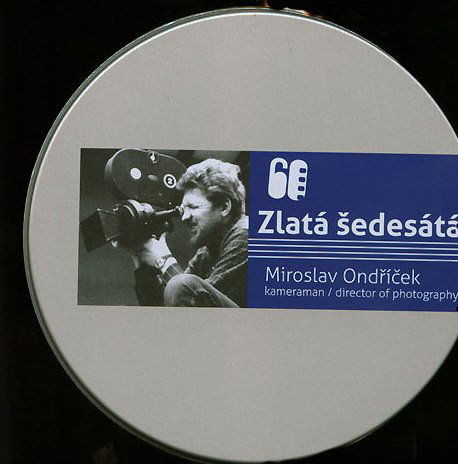 60
Zlatá šedesátá
Miroslav Ondříček
kameraman / director of photography